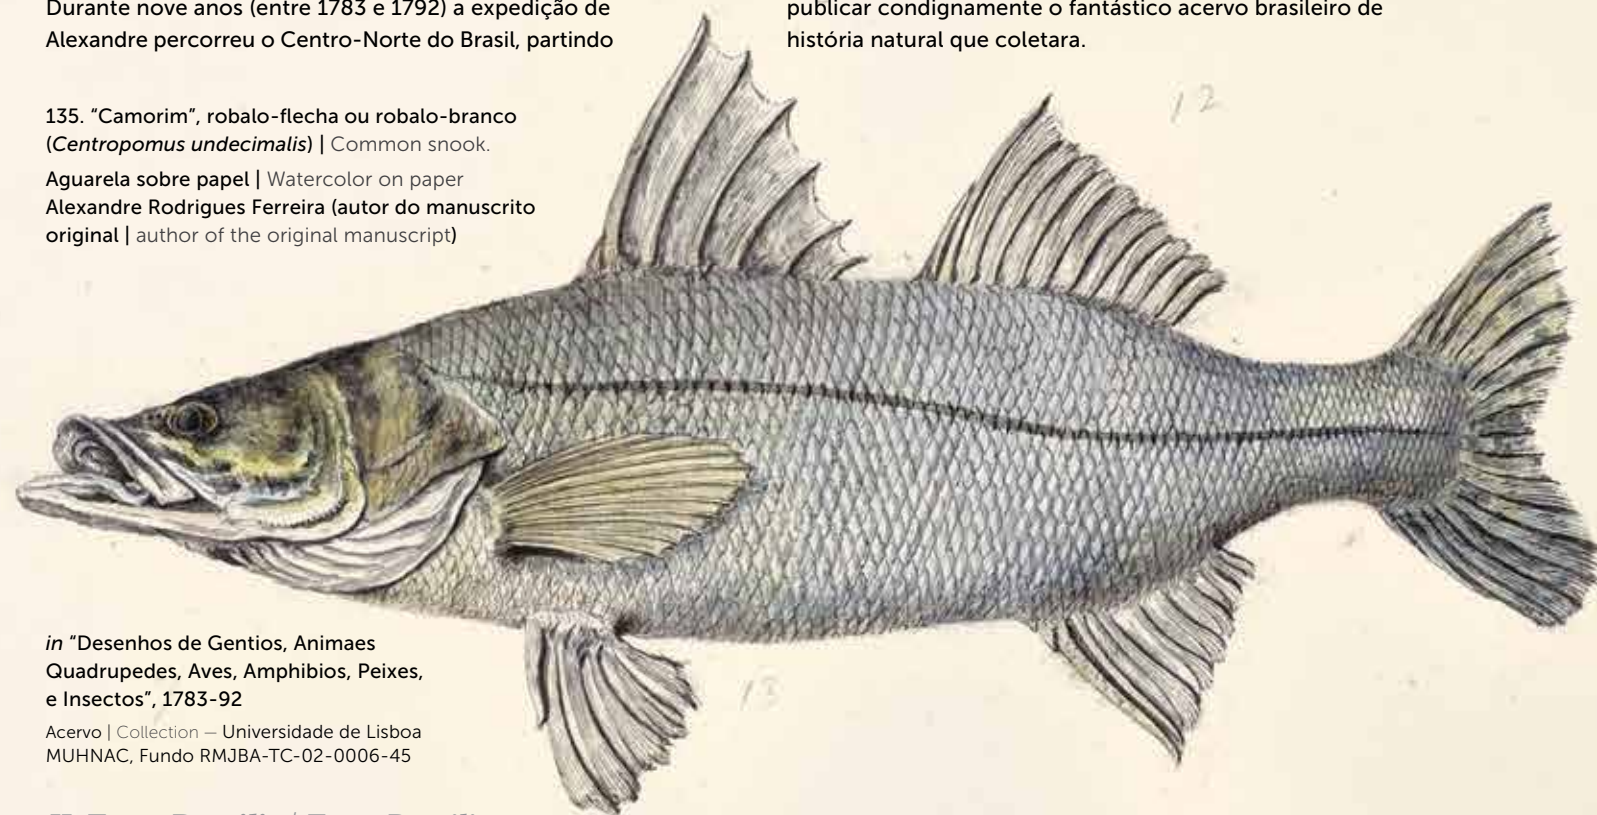 Durante nove anos (entre 1783 e 1792) a expedição de
Alexandre percorreu o Centro-Norte do Brasil, partindo
publicar condignamente o fantástico acervo brasileiro de
história natural que coletara.
135. “Camorim”, robalo-flecha ou robalo-branco
(Centropomus undecimalis) | Common snook.
Aguarela sobre papel | Watercolor on paper
Alexandre Rodrigues Ferreira (autor do manuscrito
original | author of the original manuscript)
12
13
in “Desenhos de Gentios, Animaes
Quadrupedes, Aves, Amphibios, Peixes,
e Insectos”, 1783-92
Acervo | Collection — Universidade de Lisboa
MUHNAC, Fundo RMJBA-TC-02-0006-45